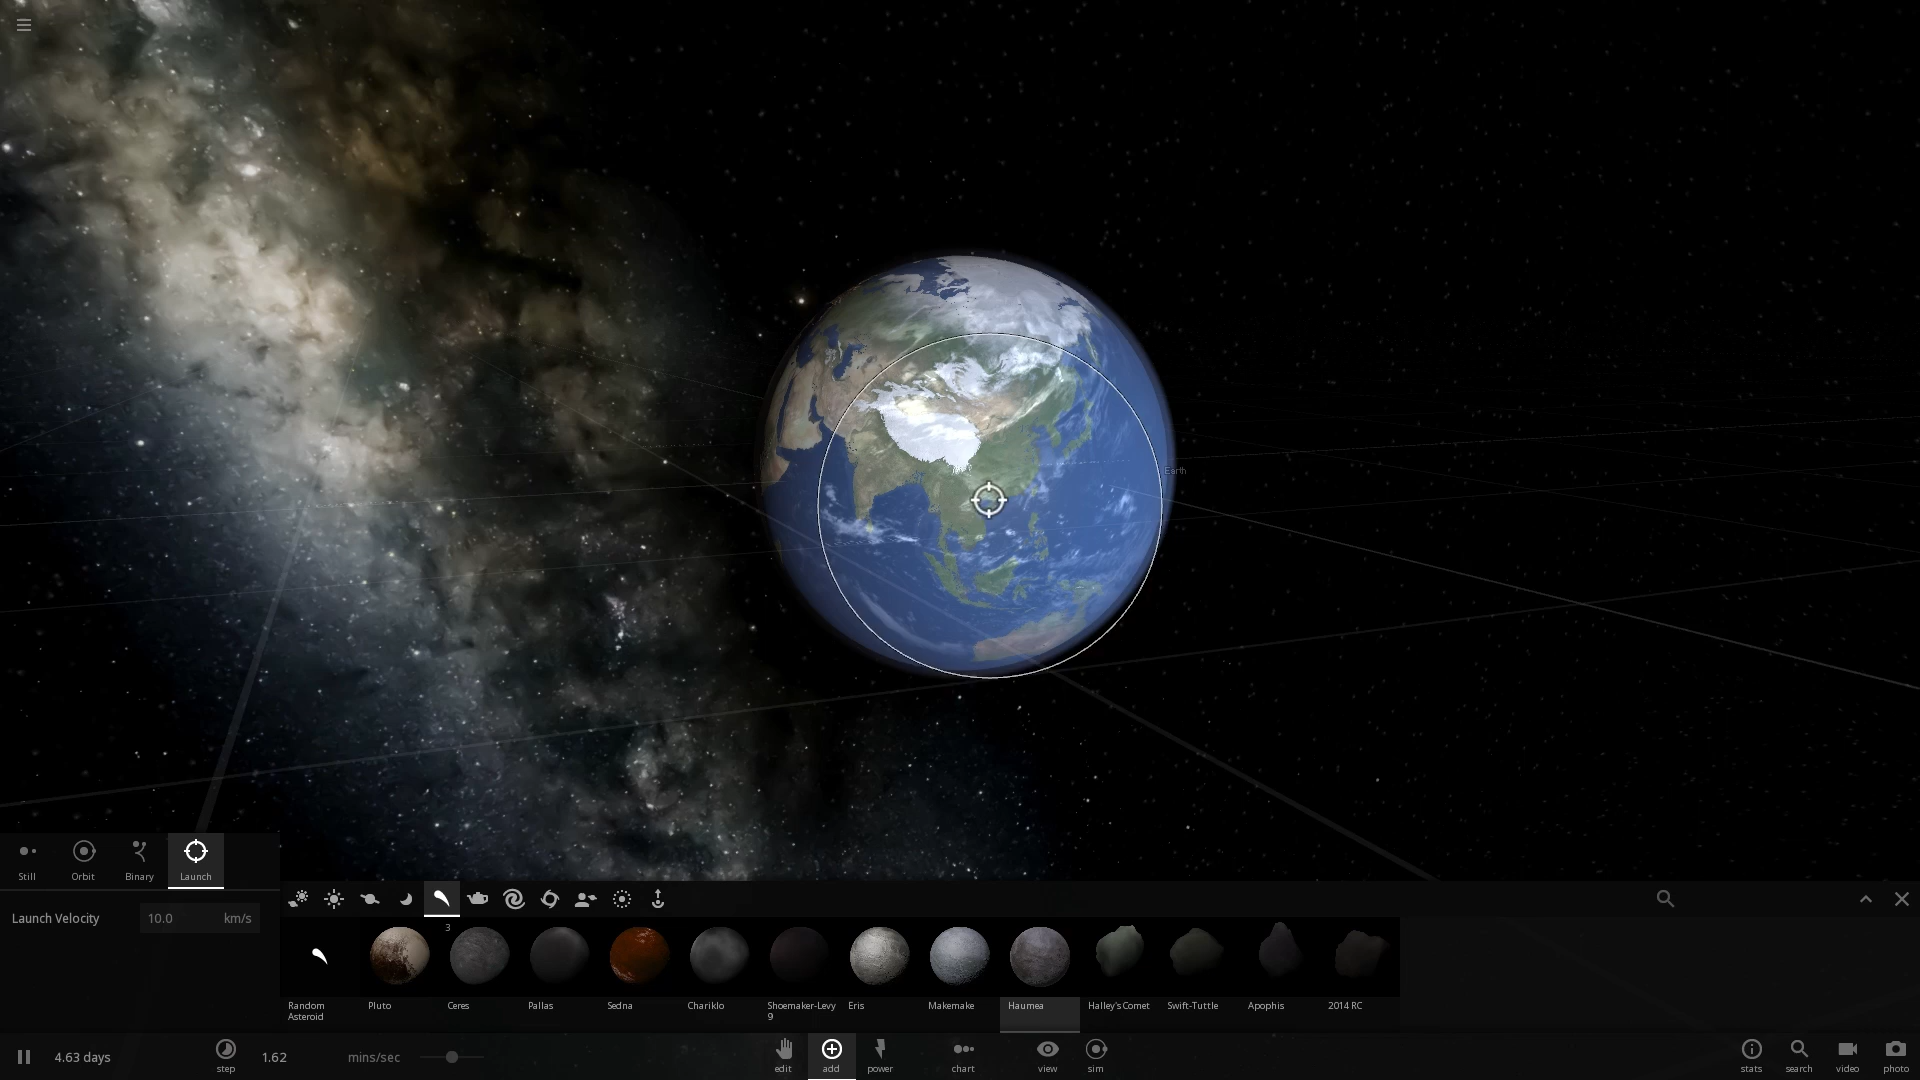 Earth
Still
Orbit
Binary
Launch
Launch Velocity 10.0 km/s
3
Random Asteroid
Pluto
Ceres
Pallas
Sedna
Chariklo
Shoemaker-Levy 9
Eris
Makemake
Haumea
Halley's Comet
Swift-Tuttle
Apophis
2014 RC
4.63 days
step
1.62 mins/sec
edit
add
power
chart
view
sim
stats
search
video
photo